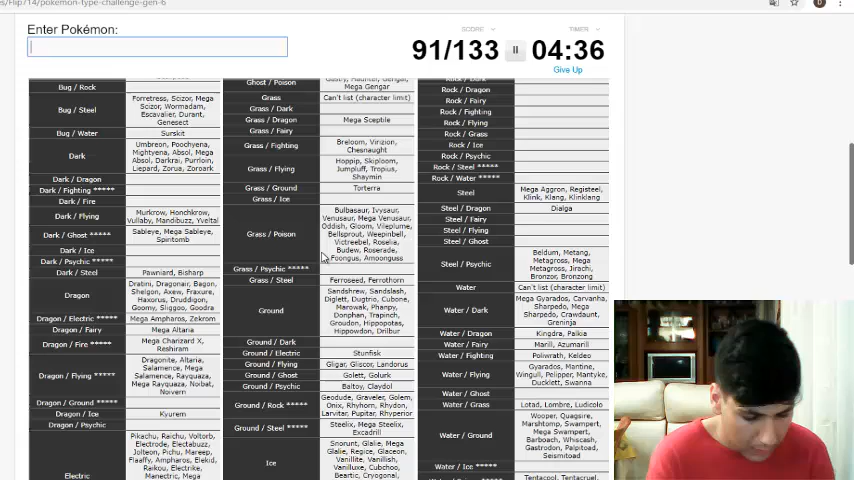 es/Flip714/pokemon-type-challenge-gen-6
Enter Pokémon:
SCORE
TIMER
91/133
04:36
Give Up
Bug / Rock
Bug / Steel
Forretress, Scizor, Mega
Scizor, Wormadam,
Escavalier, Durant,
Genesect
Bug / Water
Surskit
Dark
Umbreon, Poochyena,
Mightyena, Absol, Mega
Absol, Darkrai, Purrloin,
Liepard, Zorua, Zoroark
Dark / Dragon
Dark / Fighting *****
Dark / Fire
Dark / Flying
Murkrow, Honchkrow,
Vullaby, Mandibuzz, Yveltal
Dark / Ghost *****
Sableye, Mega Sableye,
Spiritomb
Dark / Ice
Dark / Psychic *****
Dark / Steel
Pawniard, Bisharp
Dragon
Dratini, Dragonair, Bagon,
Shelgon, Axew, Fraxure,
Haxorus, Druddigon,
Goomy, Sliggoo, Goodra
Dragon / Electric *****
Mega Ampharos, Zekrom
Dragon / Fairy
Mega Altaria
Dragon / Fire *****
Mega Charizard X,
Reshiram
Dragon / Flying *****
Dragonite, Altaria,
Salamence, Mega
Salamence, Rayquaza,
Mega Rayquaza, Noibat,
Noivern
Dragon / Ground *****
Dragon / Ice
Kyurem
Dragon / Psychic
Electric
Pikachu, Raichu, Voltorb,
Electrode, Electabuzz,
Jolteon, Pichu, Mareep,
Flaaffy, Ampharos, Elekid,
Raikou, Electrike,
Manectric, Mega
Ghost / Poison
Gastly, Haunter, Gengar,
Mega Gengar
Grass
Can't list (character limit)
Grass / Dark
Grass / Dragon
Mega Sceptile
Grass / Fairy
Grass / Fighting
Breloom, Virizion,
Chesnaught
Grass / Flying
Hoppip, Skiploom,
Jumpluff, Tropius,
Shaymin
Grass / Ground
Torterra
Grass / Ice
Grass / Poison
Bulbasaur, Ivysaur,
Venusaur, Mega Venusaur,
Oddish, Gloom, Vileplume,
Bellsprout, Weepinbell,
Victreebel, Roselia,
Budew, Roserade,
Foongus, Amoonguss
Grass / Psychic *****
Grass / Steel
Ferroseed, Ferrothorn
Ground
Sandshrew, Sandslash,
Diglett, Dugtrio, Cubone,
Marowak, Phanpy,
Donphan, Trapinch,
Groudon, Hippopotas,
Hippowdon, Drilbur
Ground / Dark
Ground / Electric
Stunfisk
Ground / Flying
Gligar, Gliscor, Landorus
Ground / Ghost
Golett, Golurk
Ground / Psychic
Baltoy, Claydol
Ground / Rock *****
Geodude, Graveler, Golem,
Onix, Rhyhorn, Rhydon,
Larvitar, Pupitar, Rhyperior
Ground / Steel *****
Steelix, Mega Steelix,
Excadrill
Ice
Snorunt, Glalie, Mega
Glalie, Regice, Glaceon,
Vanillite, Vanillish,
Vanilluxe, Cubchoo,
Beartic, Cryogonal,
Rock / Dark
Rock / Dragon
Rock / Fairy
Rock / Fighting
Rock / Flying
Rock / Grass
Rock / Ice
Rock / Psychic
Rock / Steel *****
Rock / Water *****
Steel
Mega Aggron, Registeel,
Klink, Klang, Klinklang
Steel / Dragon
Dialga
Steel / Fairy
Steel / Flying
Steel / Ghost
Steel / Psychic
Beldum, Metang,
Metagross, Mega
Metagross, Jirachi,
Bronzor, Bronzong
Water
Can't list (character limit)
Water / Dark
Mega Gyarados, Carvanha,
Sharpedo, Mega
Sharpedo, Crawdaunt,
Greninja
Water / Dragon
Kingdra, Palkia
Water / Fairy
Marill, Azumarill
Water / Fighting
Poliwrath, Keldeo
Water / Flying
Gyarados, Mantine,
Wingull, Pelipper, Mantyke,
Ducklett, Swanna
Water / Ghost
Water / Grass
Lotad, Lombre, Ludicolo
Water / Ground
Wooper, Quagsire,
Marshtomp, Swampert,
Mega Swampert,
Barboach, Whiscash,
Gastrodon, Palpitoad,
Seismitoad
Water / Ice *****
Tentacool, Tentacruel,